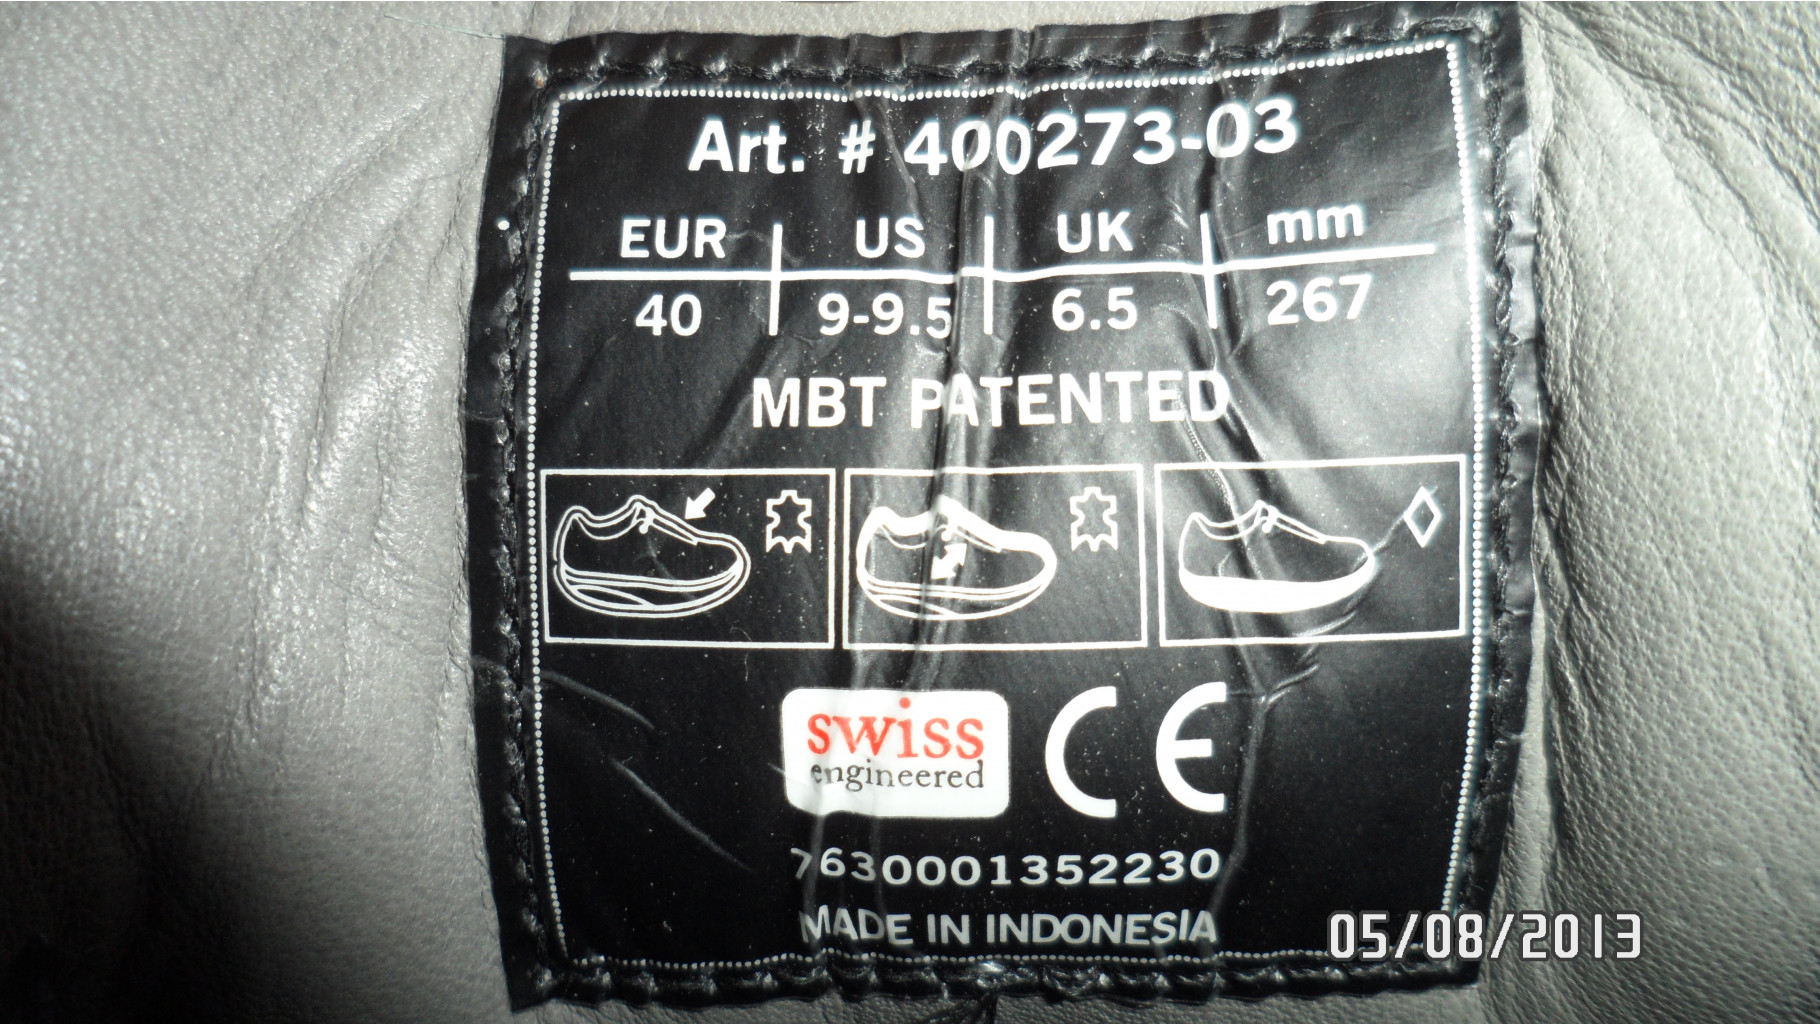 Art. # 400273-03
EUR US UK mm
40 9-9.5 6.5 267
MBT PATENTED
swiss
engineered
CE
7630001352230
MADE IN INDONESIA
05/08/2013